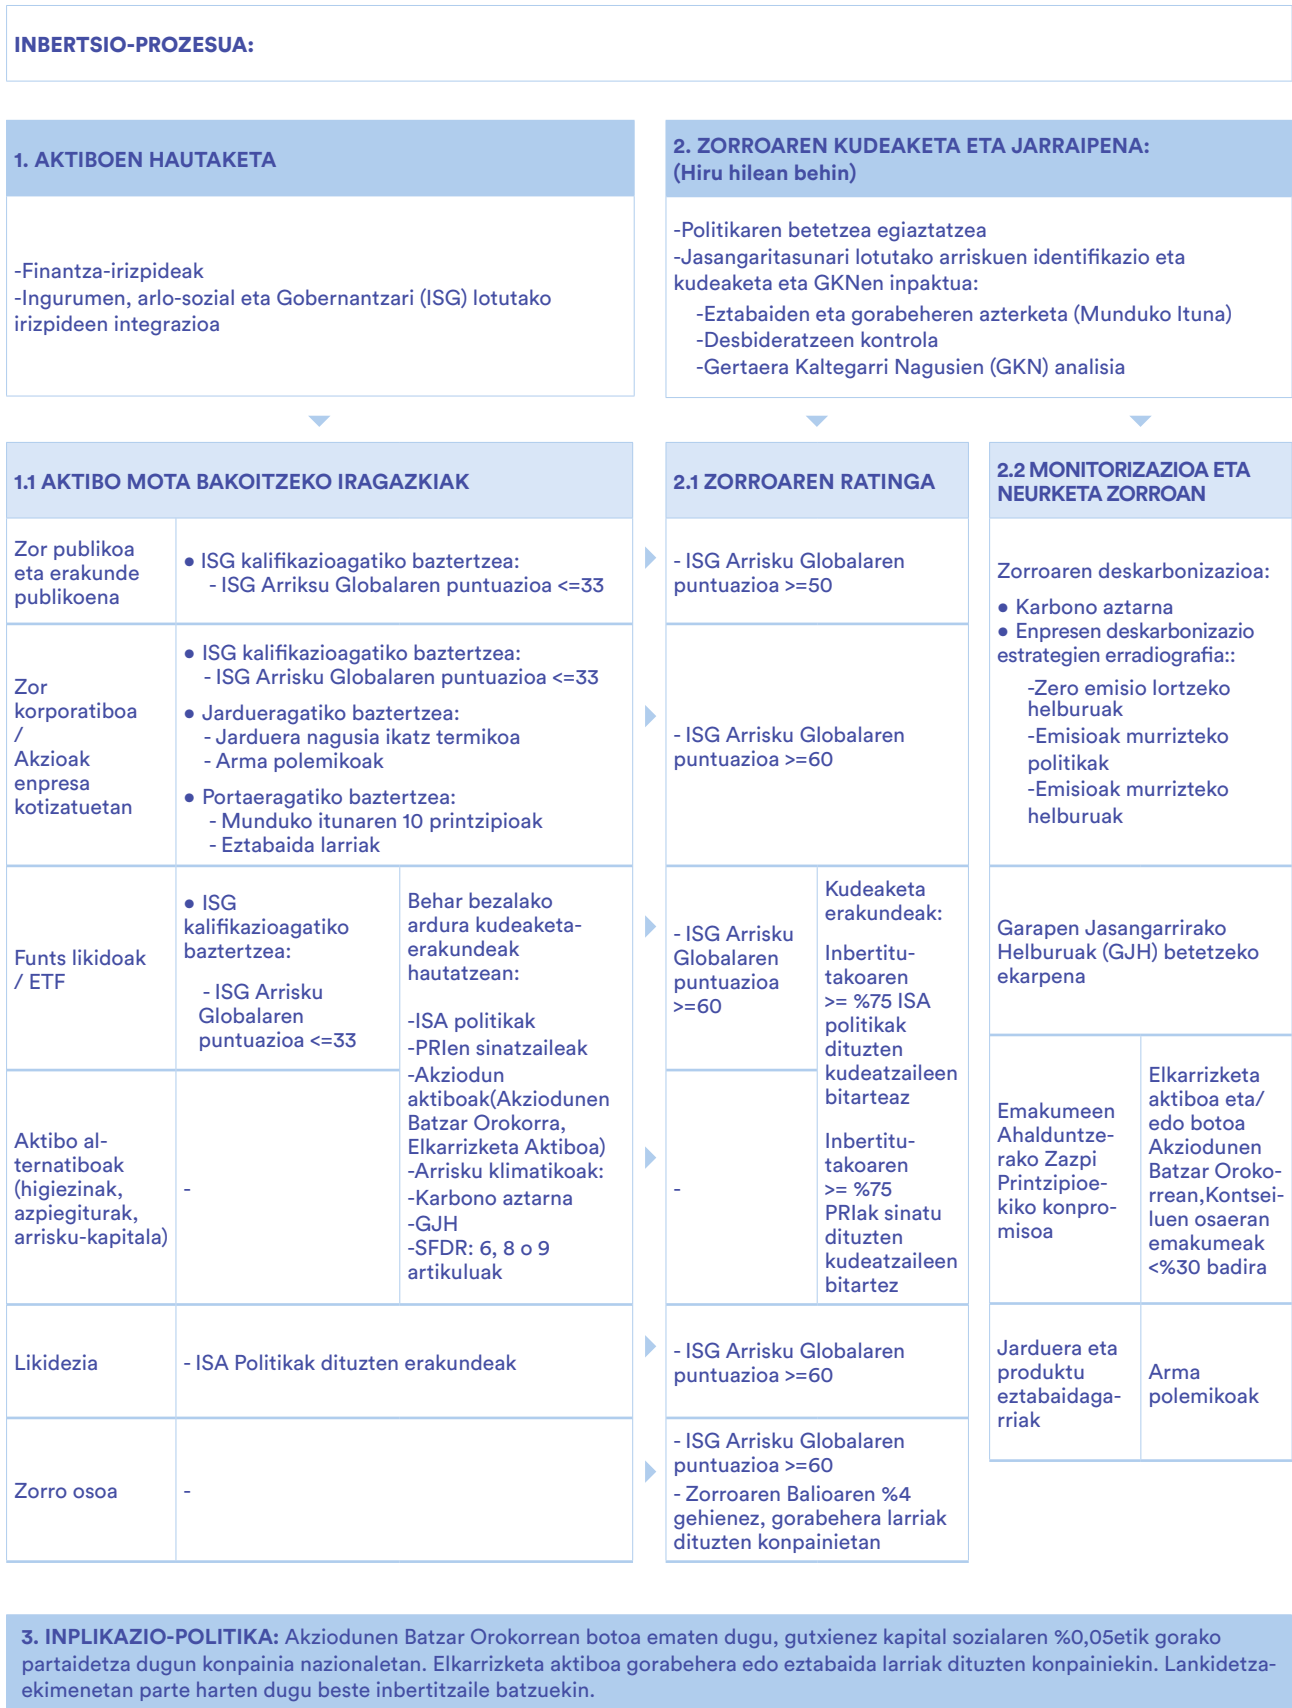 INBERTSIO-PROZESUA:
1. AKTIBOEN HAUTAKETA
-Finantza-irizpideak
-Ingurumen, arlo-sozial eta Gobernantzari (ISG) lotutako
irizpideen integrazioa
2. ZORROAREN KUDEAKETA ETA JARRAIPENA:
(Hiru hilean behin)
-Politikaren betetzea egiaztatzea
-Jasangaritasunari lotutako arriskuen identifikazio eta
kudeaketa eta GKNen inpaktua:
-Eztabaiden eta gorabeheren azterketa (Munduko Ituna)
-Desbideratzeen kontrola
-Gertaera Kaltegarri Nagusien (GKN) analisia
1.1 AKTIBO MOTA BAKOITZEKO IRAGAZKIAK
Zor publikoa
eta erakunde
publikoena
● ISG kalifikazioagatiko baztertzea:
- ISG Arriksu Globalaren puntuazioa <=33
Zor
korporatiboa
/
Akzioak
enpresa
kotizatuetan
● ISG kalifikazioagatiko baztertzea:
- ISG Arrisku Globalaren puntuazioa <=33
● Jardueragatiko baztertzea:
- Jarduera nagusia ikatz termikoa
- Arma polemikoak
● Portaeragatiko baztertzea:
- Munduko itunaren 10 printzipioak
- Eztabaida larriak
Funts likidoak
/ ETF
● ISG
kalifikazioagatiko
baztertzea:
- ISG Arrisku
Globalaren
puntuazioa <=33
Behar bezalako
ardura kudeaketa-
erakundeak
hautatzean:
-ISA politikak
-PRIen sinatzaileak
-Akziodun
aktiboak(Akziodunen
Batzar Orokorra,
Elkarrizketa Aktiboa)
-Arrisku klimatikoak:
-Karbono aztarna
-GJH
-SFDR: 6, 8 o 9
artikuluak
Aktibo al-
ternatiboak
(higiezinak,
azpiegiturak,
arrisku-kapitala)
-
Likidezia
- ISA Politikak dituzten erakundeak
Zorro osoa
-
2.1 ZORROAREN RATINGA
- ISG Arrisku Globalaren
puntuazioa >=50
- ISG Arrisku Globalaren
puntuazioa >=60
- ISG Arrisku
Globalaren
puntuazioa
>=60
Kudeaketa
erakundeak:
Inbertitu-
takoaren
>= %75 ISA
politikak
dituzten
kudeatzaileen
bitarteaz
Inbertitu-
takoaren
>= %75
PRIak sinatu
dituzten
kudeatzaileen
bitartez
-
- ISG Arrisku Globalaren
puntuazioa >=60
- ISG Arrisku Globalaren
puntuazioa >=60
- Zorroaren Balioaren %4
gehienez, gorabehera larriak
dituzten konpainietan
2.2 MONITORIZAZIOA ETA
NEURKETA ZORROAN
Zorroaren deskarbonizazioa:
● Karbono aztarna
● Enpresen deskarbonizazio
estrategien erradiografia::
-Zero emisio lortzeko
helburuak
-Emisioak murrizteko
politikak
-Emisioak murrizteko
helburuak
Garapen Jasangarrirako
Helburuak (GJH) betetzeko
ekarpena
Emakumeen
Ahalduntze-
rako Zazpi
Printzipioe-
kiko konpro-
misoa
Elkarrizketa
aktiboa eta/
edo botoa
Akziodunen
Batzar Oroko-
rrean,Kontsei-
luen osaeran
emakumeak
<%30 badira
Jarduera eta
produktu
eztabaidaga-
rriak
Arma
polemikoak
3. INPLIKAZIO-POLITIKA: Akziodunen Batzar Orokorrean botoa ematen dugu, gutxienez kapital sozialaren %0,05etik gorako
partaidetza dugun konpainia nazionaletan. Elkarrizketa aktiboa gorabehera edo eztabaida larriak dituzten konpainiekin. Lankidetza-
ekimenetan parte harten dugu beste inbertitzaile batzuekin.